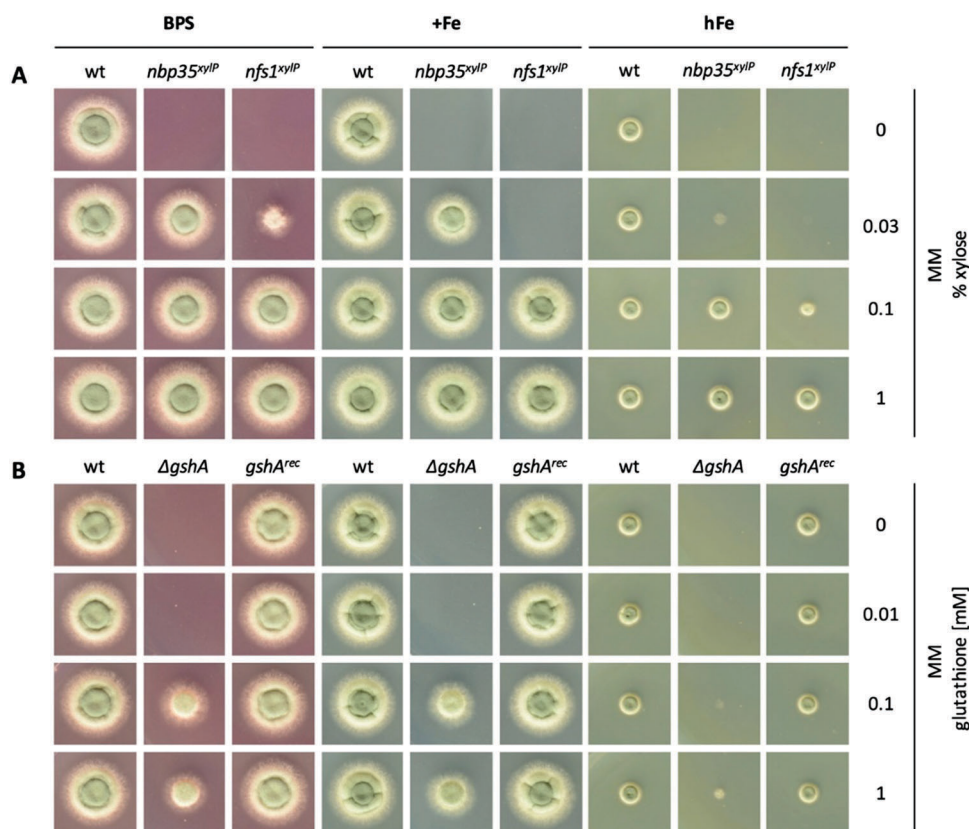 BPS +Fe hFe
A wt nbp35xylP nfs1xylP wt nbp35xylP nfs1xylP wt nbp35xylP nfs1xylP
0
0.03
0.1
1
MM
% xylose
B wt ΔgshA gshArec wt ΔgshA gshArec wt ΔgshA gshArec
0
0.01
0.1
1
MM
glutathione [mM]